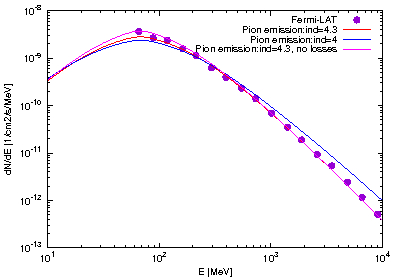 Fermi-LAT
Pion emission:ind=4.3
Pion emission:ind=4
Pion emission:ind=4.3, no losses
10^-8
10^-9
10^-10
10^-11
10^-12
10^-13
dN/dE [1/cm2/s/MeV]
10^1 10^2 10^3 10^4
E [MeV]